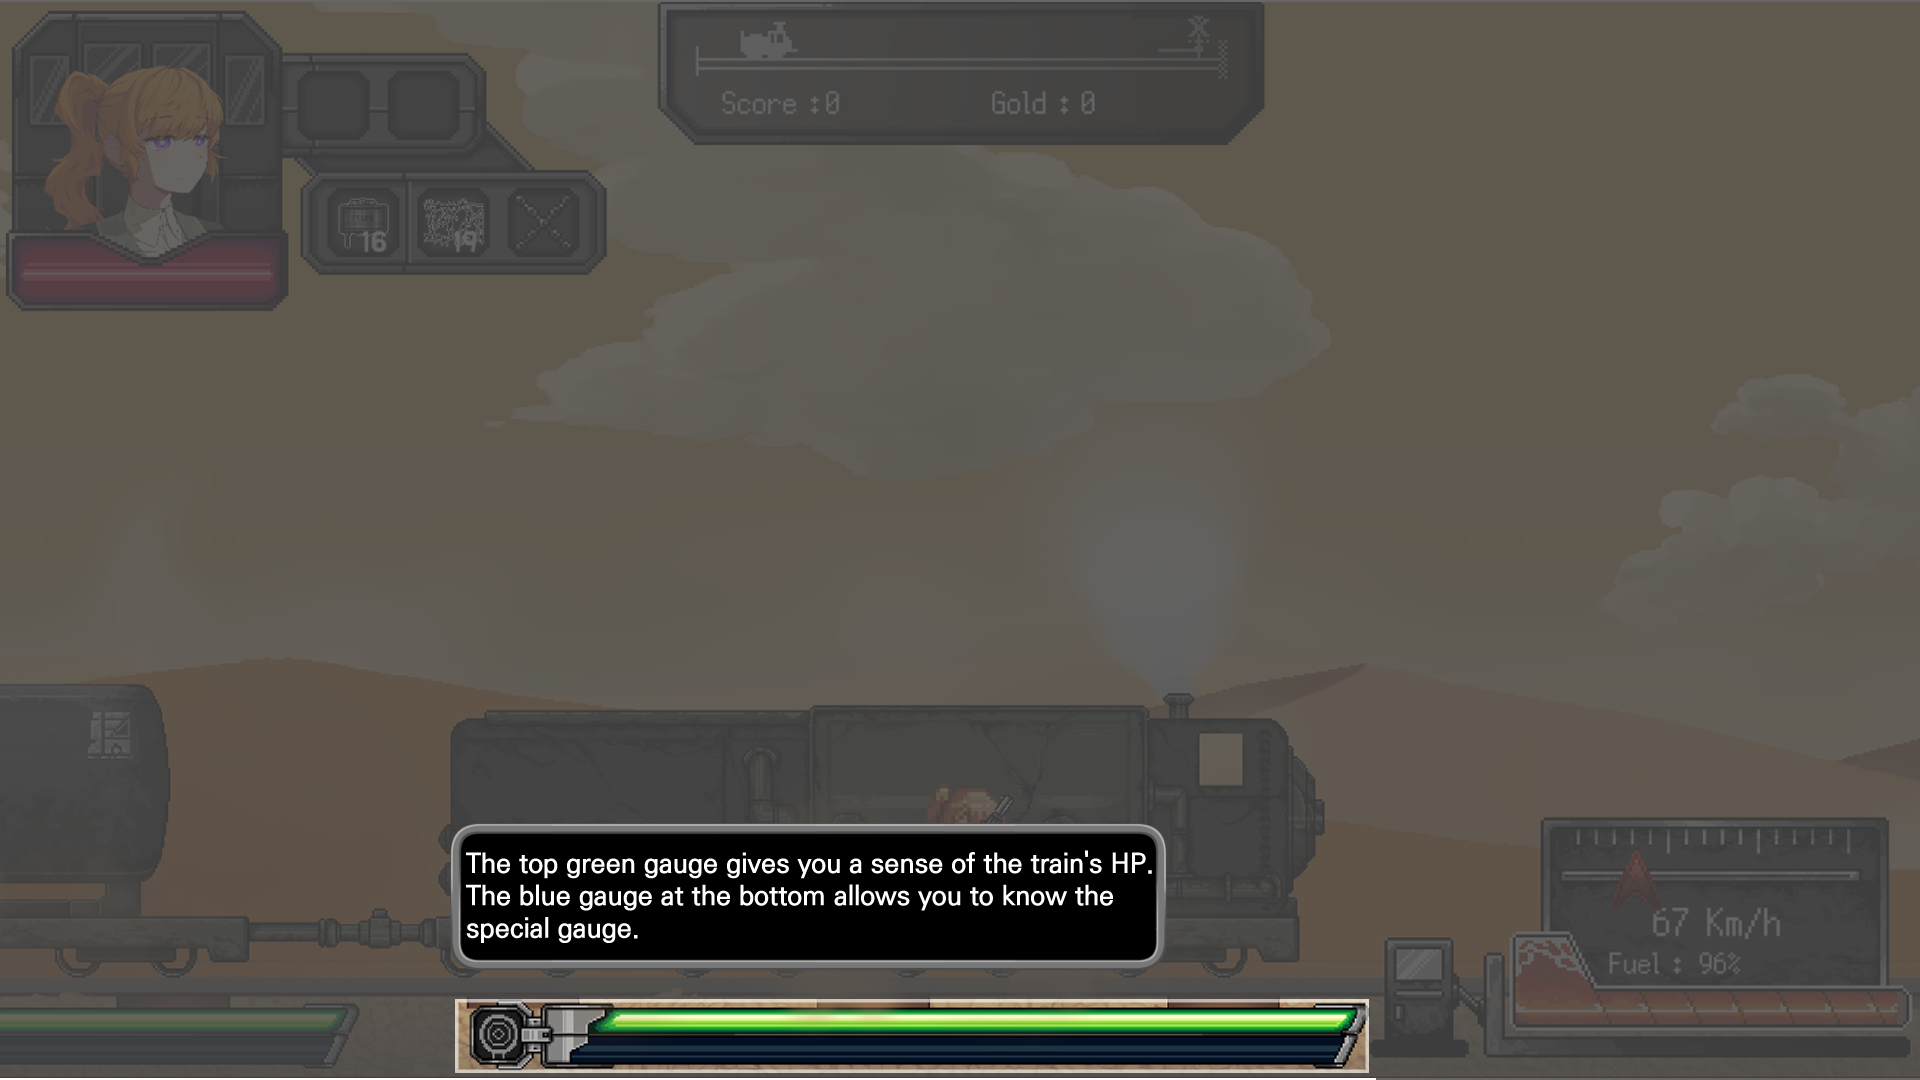 Score :0
Gold : 0
16
19
The top green gauge gives you a sense of the train's HP.
The blue gauge at the bottom allows you to know the
special gauge.
67 Km/h
Fuel : 96%